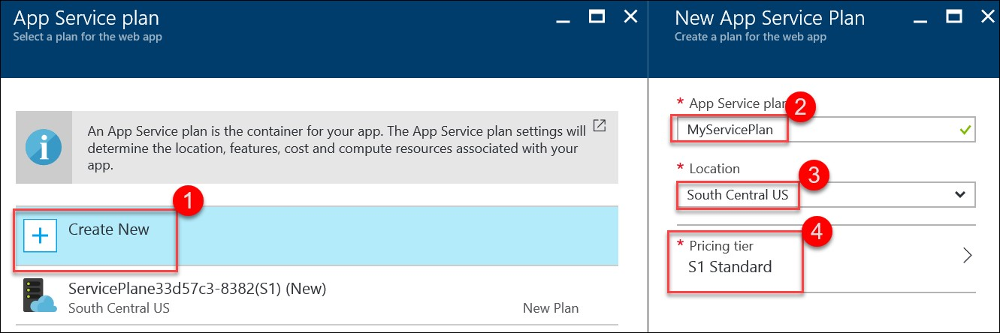 App Service plan
Select a plan for the web app
An App Service plan is the container for your app. The App Service plan settings will
determine the location, features, cost and compute resources associated with your
app.
1
Create New
ServicePlane33d57c3-8382(S1) (New)
South Central US
New Plan
New App Service Plan
Create a plan for the web app
* App Service plan
2
MyServicePlan
* Location
3
South Central US
4
* Pricing tier
S1 Standard